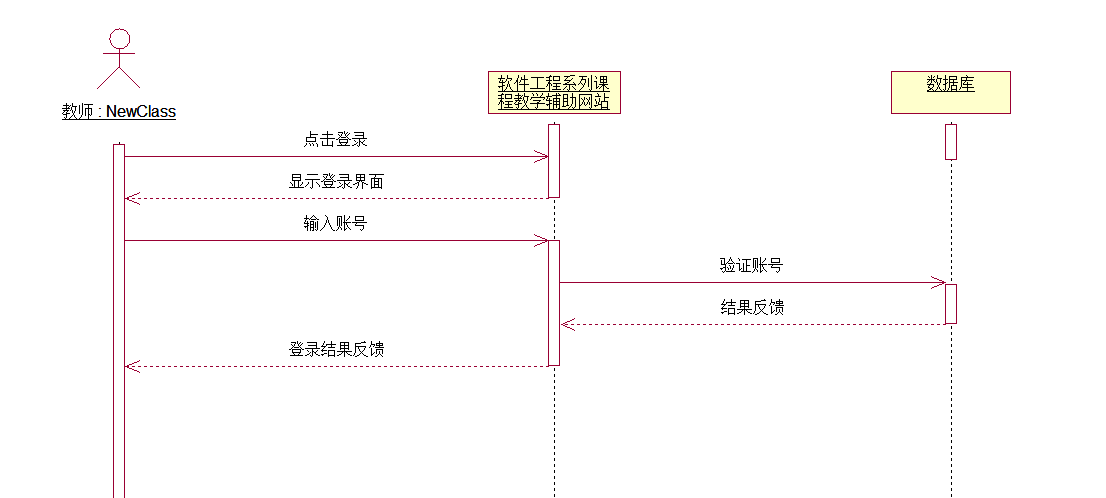 教师 : NewClass
软件工程系列课
程教学辅助网站
数据库
点击登录
显示登录界面
输入账号
验证账号
结果反馈
登录结果反馈